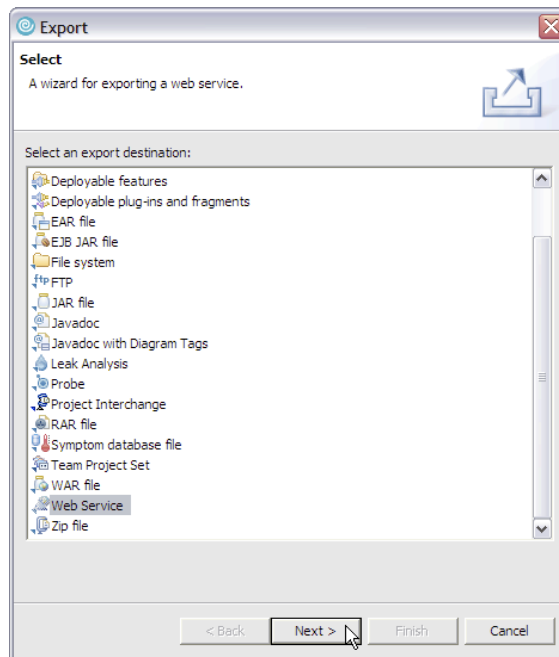 Export
Select
A wizard for exporting a web service.
Select an export destination:
Deployable features
Deployable plug-ins and fragments
EAR file
EJB JAR file
File system
ftp FTP
JAR file
Javadoc
Javadoc with Diagram Tags
Leak Analysis
Probe
Project Interchange
RAR file
Symptom database file
Team Project Set
WAR file
Web Service
Zip file
< Back Next > Finish Cancel